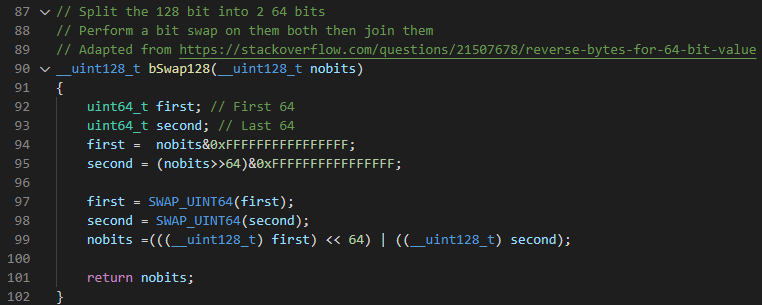 87 // Split the 128 bit into 2 64 bits
88 // Perform a bit swap on them both then join them
89 // Adapted from https://stackoverflow.com/questions/21507678/reverse-bytes-for-64-bit-value
90 __uint128_t bSwap128(__uint128_t nobits)
91 {
92 uint64_t first; // First 64
93 uint64_t second; // Last 64
94 first =  nobits&0xFFFFFFFFFFFFFFFF;
95 second = (nobits>>64)&0xFFFFFFFFFFFFFFFF;
96
97 first = SWAP_UINT64(first);
98 second = SWAP_UINT64(second);
99 nobits =(((__uint128_t) first) << 64) | ((__uint128_t) second);
100
101 return nobits;
102 }